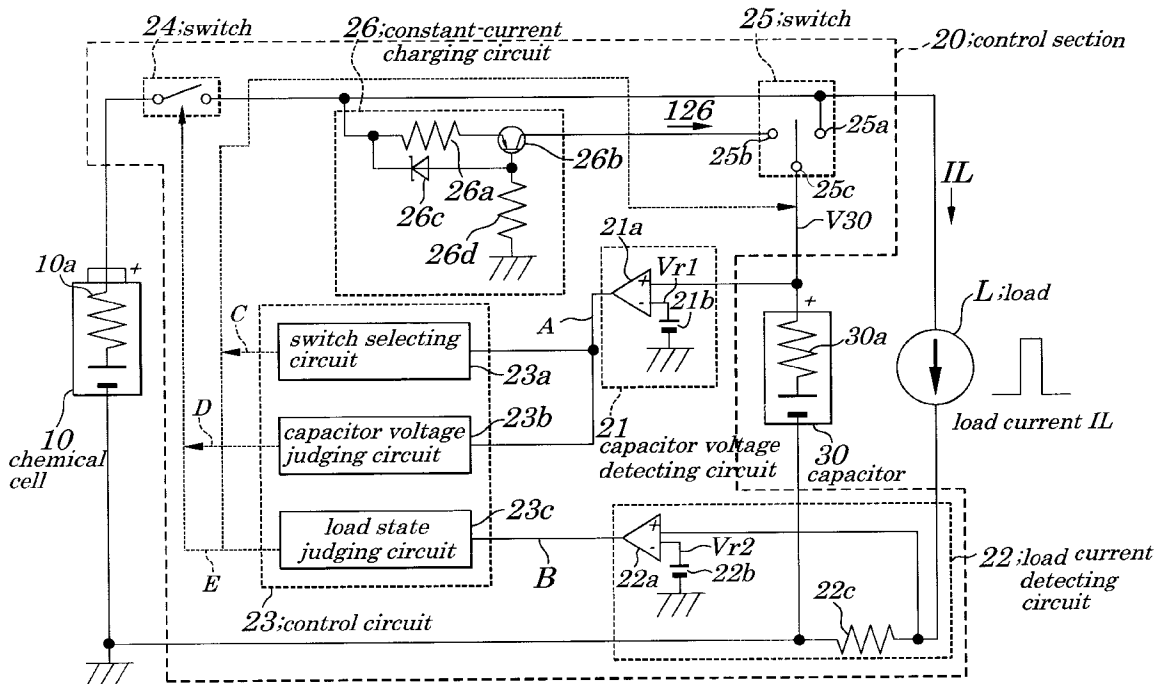 24;switch
26;constant-current
charging circuit
25;switch
20;control section
126
25b
25a
25c
26a
26b
26c
26d
IL
V30
10a
+
21a
Vr1
+
-
21b
A
+
L;load
30a
C
switch selecting
circuit
23a
D
capacitor voltage
judging circuit
23b
21
capacitor voltage
detecting circuit
30
capacitor
load current IL
10
chemical
cell
load state
judging circuit
23c
E
B
+
-
Vr2
22a
22b
22;load current
detecting
circuit
22c
23;control circuit